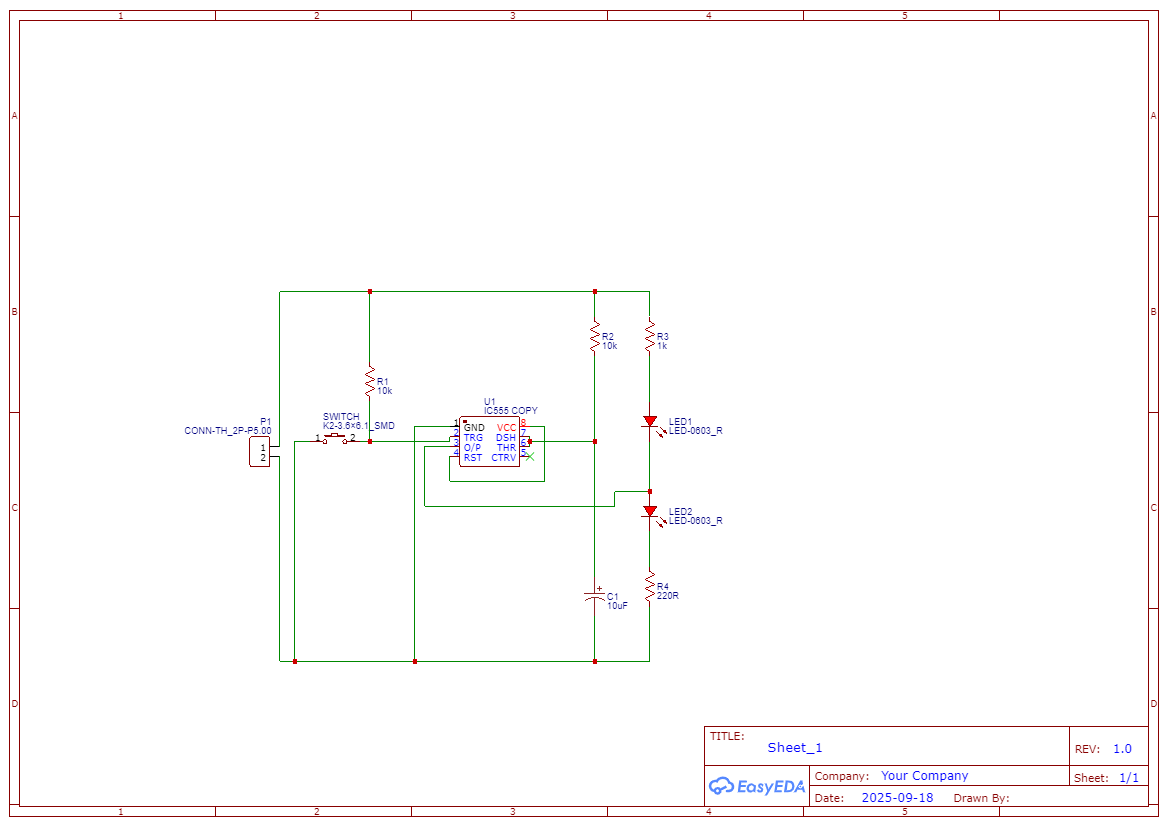 1 2 3 4 5
A A
B B
R2
10k
R3
1k
R1
10k
U1
IC555 COPY
P1
CONN-TH_2P-P5.00
SWITCH
K2-3.6×6.1_SMD
1 2
1
2
1 GND VCC 8
2 TRG DSH 7
3 O/P THR 6
4 RST CTRV 5
LED1
LED-0603_R
C C
LED2
LED-0603_R
+
C1
10uF
R4
220R
D D
TITLE:
Sheet_1
REV: 1.0
EasyEDA
Company: Your Company
Sheet: 1/1
Date: 2025-09-18 Drawn By:
1 2 3 4 5